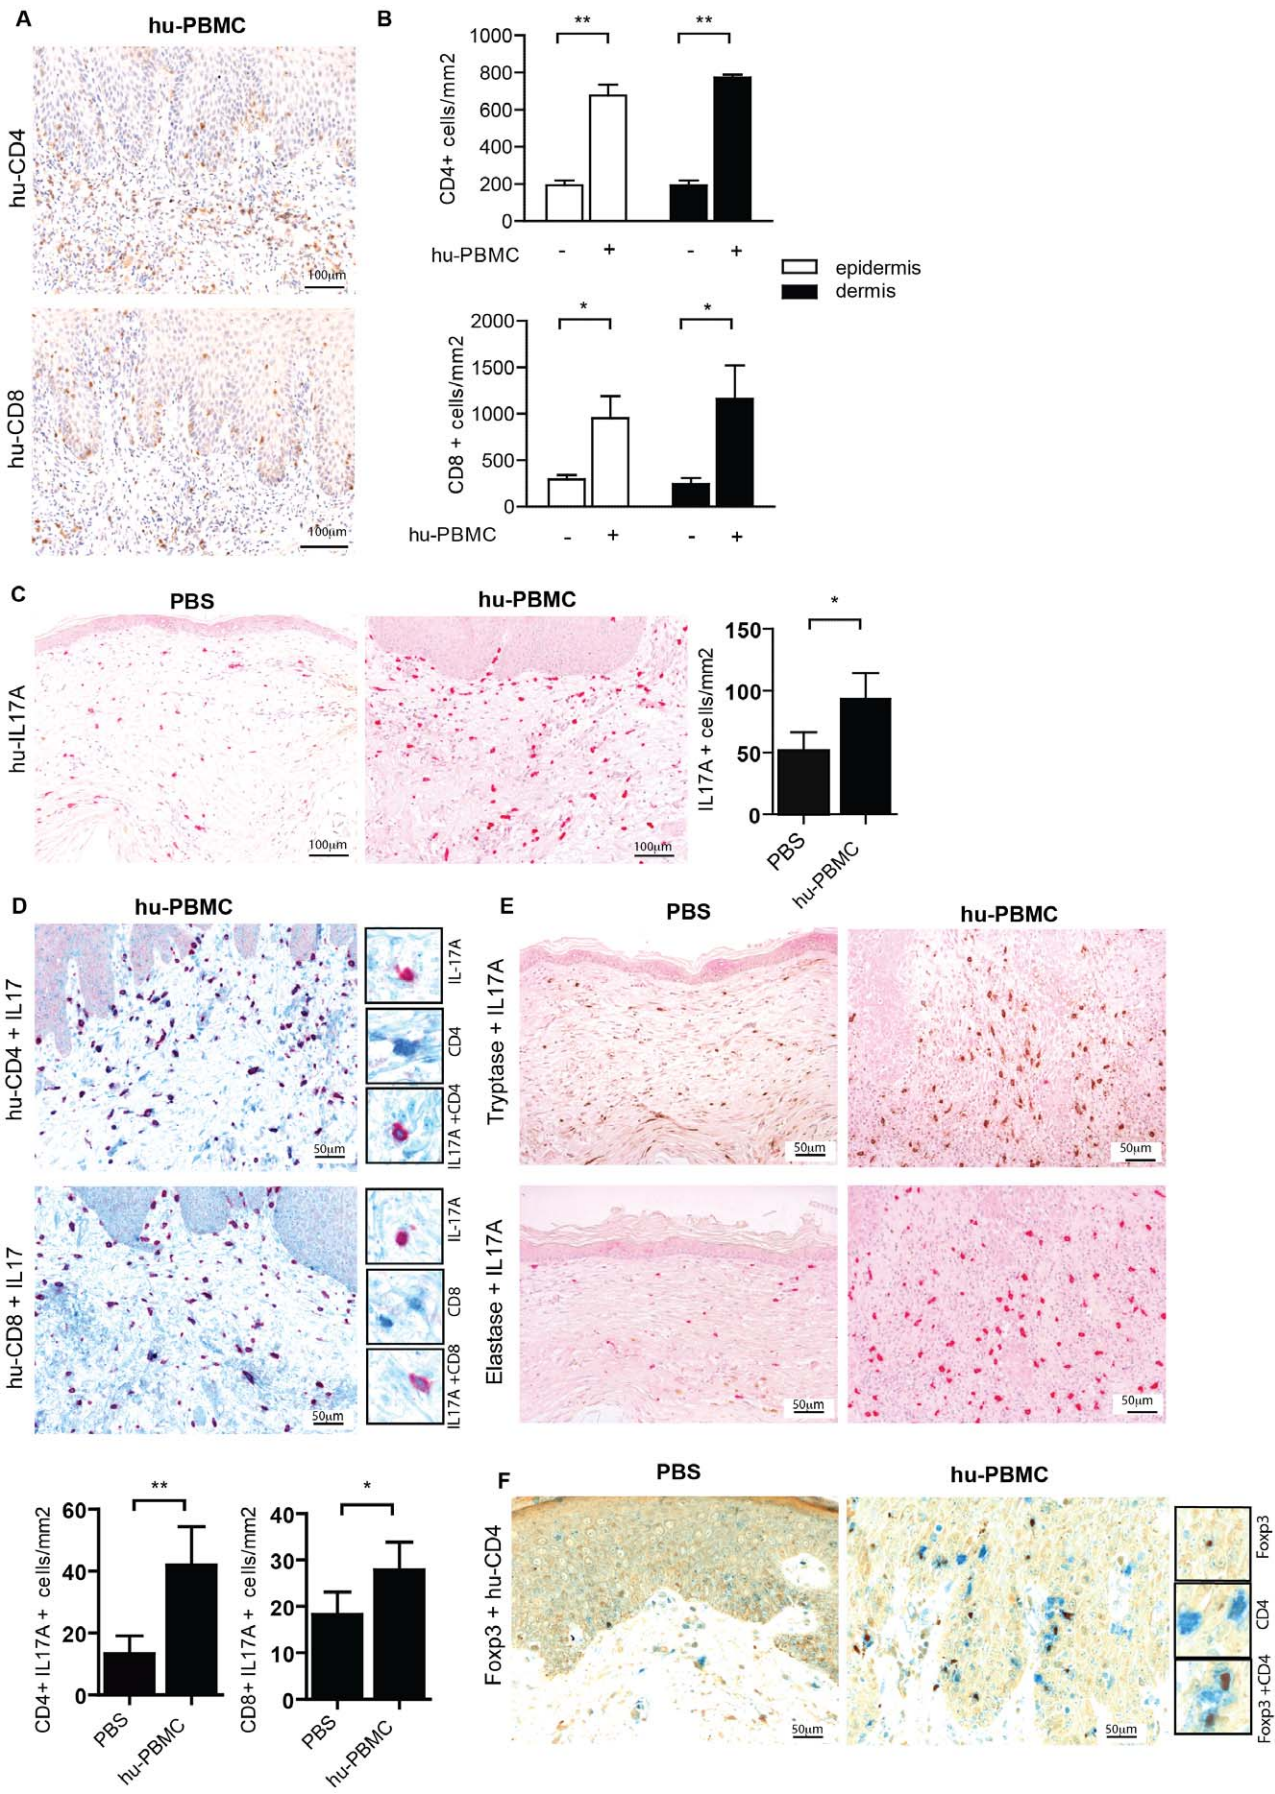 A
hu-PBMC
hu-CD4
100μm
hu-CD8
100μm
B
**
**
1000
800
600
400
200
0
CD4+ cells/mm2
hu-PBMC
-
+
-
+
epidermis
dermis
*
*
2000
1500
1000
500
0
CD8 + cells/mm2
hu-PBMC
-
+
-
+
C
PBS
hu-PBMC
hu-IL17A
100μm
100μm
*
150
100
50
0
IL17A + cells/mm2
PBS
hu-PBMC
D
hu-PBMC
hu-CD4 + IL17
50μm
IL-17A
CD4
IL17A +CD4
hu-CD8 + IL17
50μm
IL-17A
CD8
IL17A +CD8
**
60
40
20
0
CD4+ IL17A + cells/mm2
PBS
hu-PBMC
*
40
30
20
10
0
CD8+ IL17A + cells/mm2
PBS
hu-PBMC
E
PBS
hu-PBMC
Tryptase + IL17A
50μm
50μm
Elastase + IL17A
50μm
50μm
F
PBS
hu-PBMC
Foxp3 + hu-CD4
50μm
50μm
Foxp3
CD4
Foxp3 +CD4